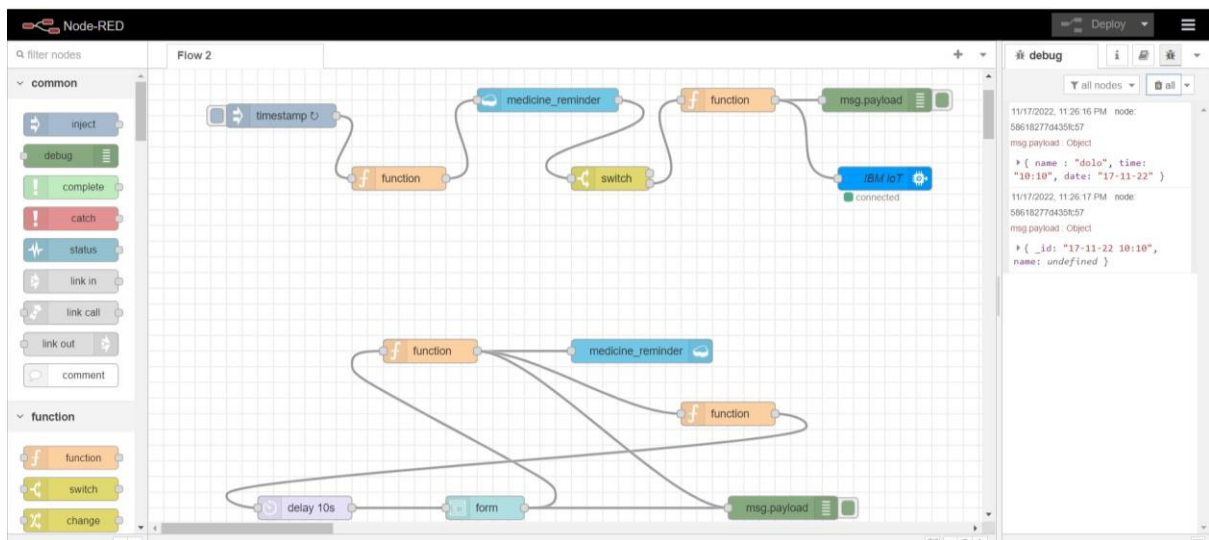 Node-RED
Deploy
filter nodes
Flow 2
debug
i
all nodes
all
common
inject
debug
complete
catch
status
link in
link call
link out
comment
function
function
switch
change
timestamp ↻
function
medicine_reminder
switch
function
msg.payload
IBM IoT
connected
function
medicine_reminder
function
delay 10s
form
msg.payload
11/17/2022, 11:26:16 PM node:
58618277d435fc57
msg.payload : Object
{ name : "dolo", time:
"10:10", date: "17-11-22" }
11/17/2022, 11:26:17 PM node:
58618277d435fc57
msg.payload : Object
{ _id: "17-11-22 10:10",
name: undefined }